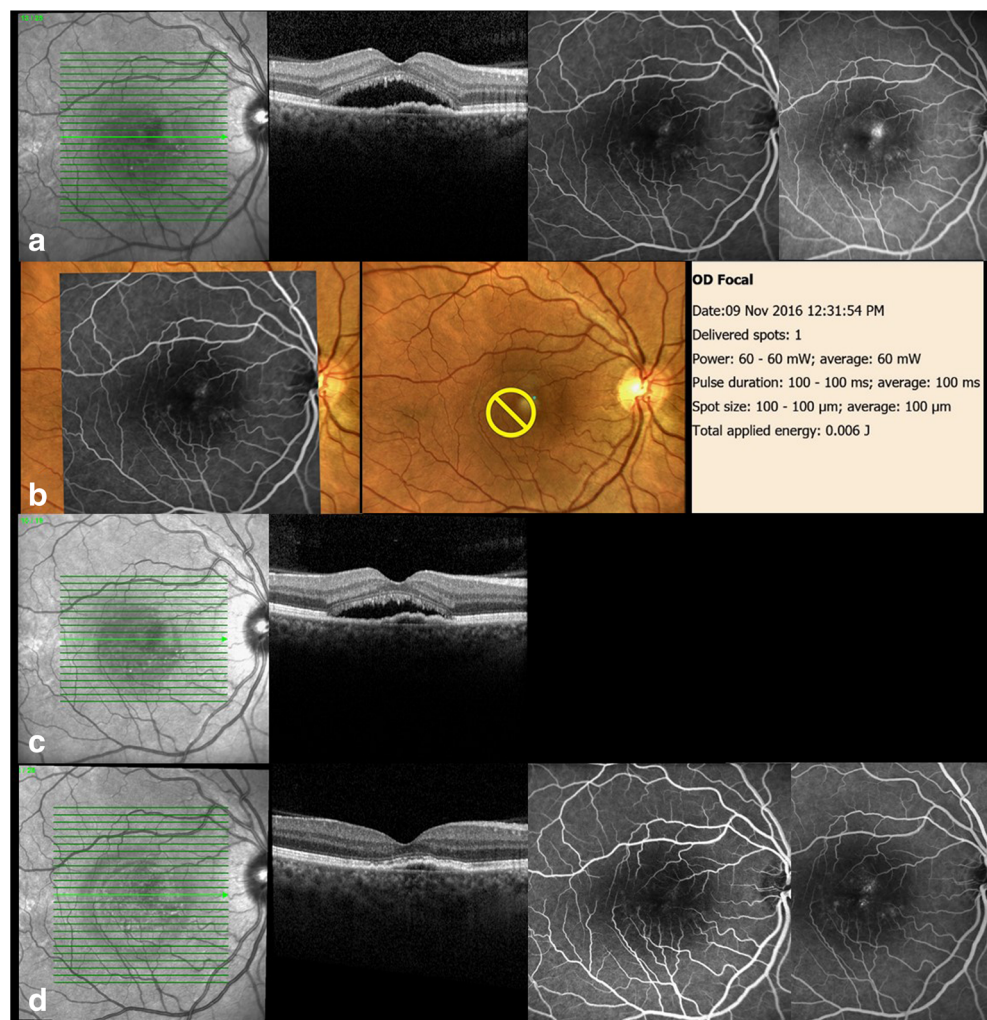 a
b
OD Focal
Date:09 Nov 2016 12:31:54 PM
Delivered spots: 1
Power: 60 - 60 mW; average: 60 mW
Pulse duration: 100 - 100 ms; average: 100 ms
Spot size: 100 - 100 µm; average: 100 µm
Total applied energy: 0.006 J
c
d